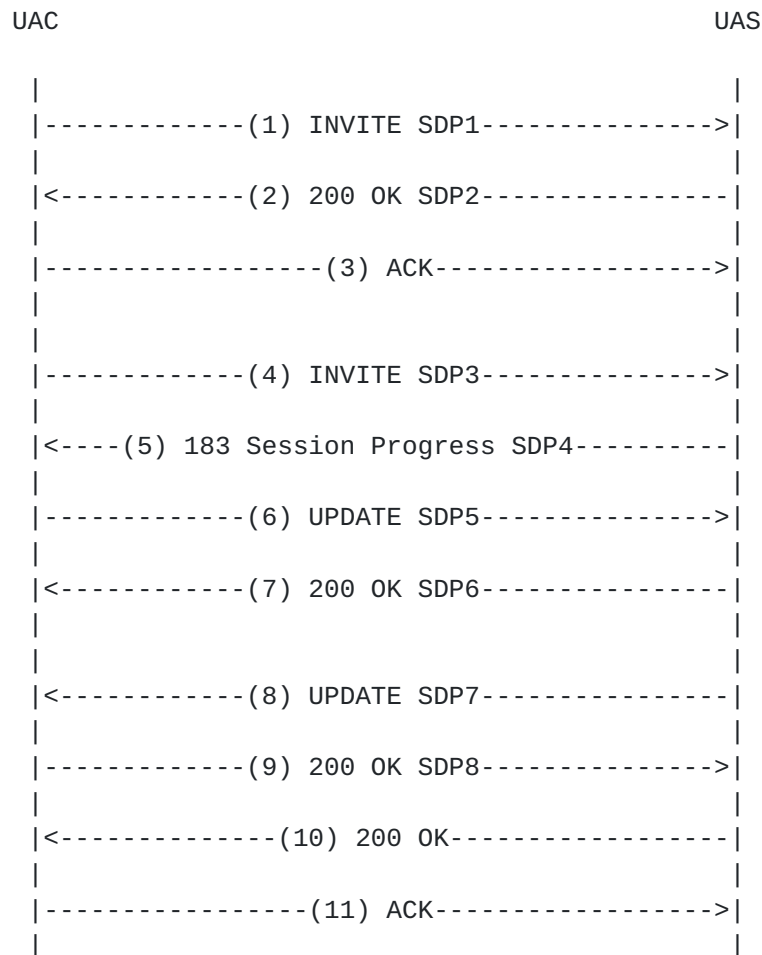 UAC UAS
(1) INVITE SDP1
(2) 200 OK SDP2
(3) ACK
(4) INVITE SDP3
(5) 183 Session Progress SDP4
(6) UPDATE SDP5
(7) 200 OK SDP6
(8) UPDATE SDP7
(9) 200 OK SDP8
(10) 200 OK
(11) ACK